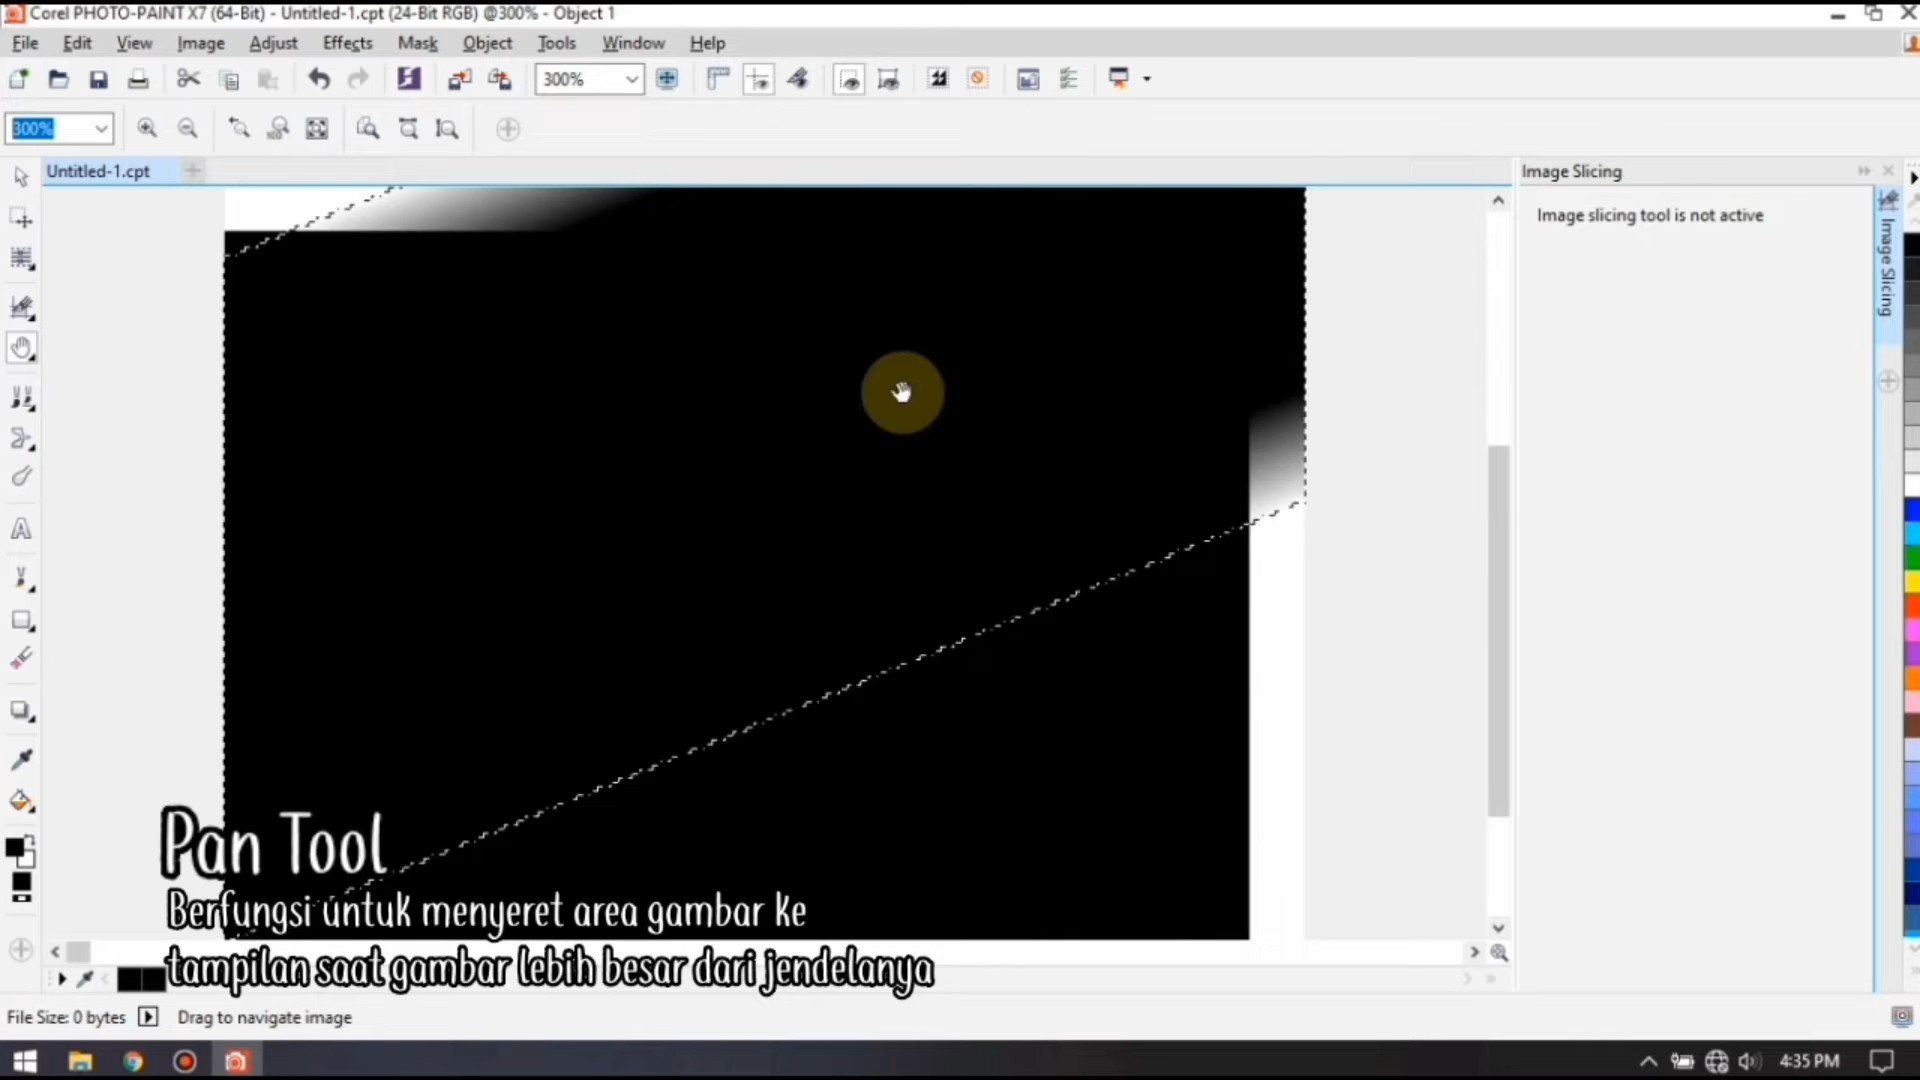 Corel PHOTO-PAINT X7 (64-Bit) - Untitled-1.cpt (24-Bit RGB) @300% - Object 1
File Edit View Image Adjust Effects Mask Object Tools Window Help
300%
300%
Untitled-1.cpt
Image Slicing
Image slicing tool is not active
Image Slicing
Pan Tool
Berfungsi untuk menyeret area gambar ke
tampilan saat gambar lebih besar dari jendelanya
File Size: 0 bytes Drag to navigate image
4:35 PM